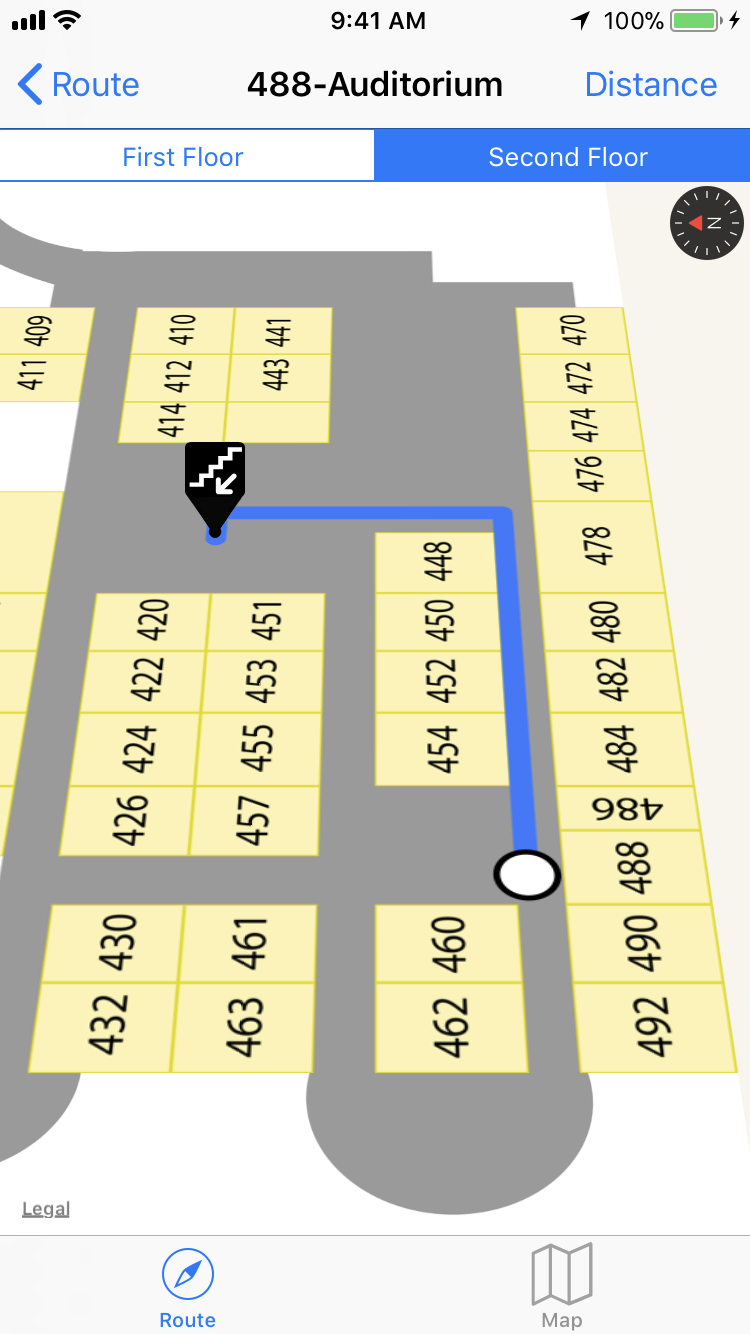 9:41 AM 100%
Route 488-Auditorium Distance
First Floor Second Floor
N
409 410 441 470
411 412 443 472
414 474
476
448 478
420 451 450 480
422 453 452 482
424 455 454 484
426 457 486
488
430 461 460 490
432 463 462 492
Legal
Route Map